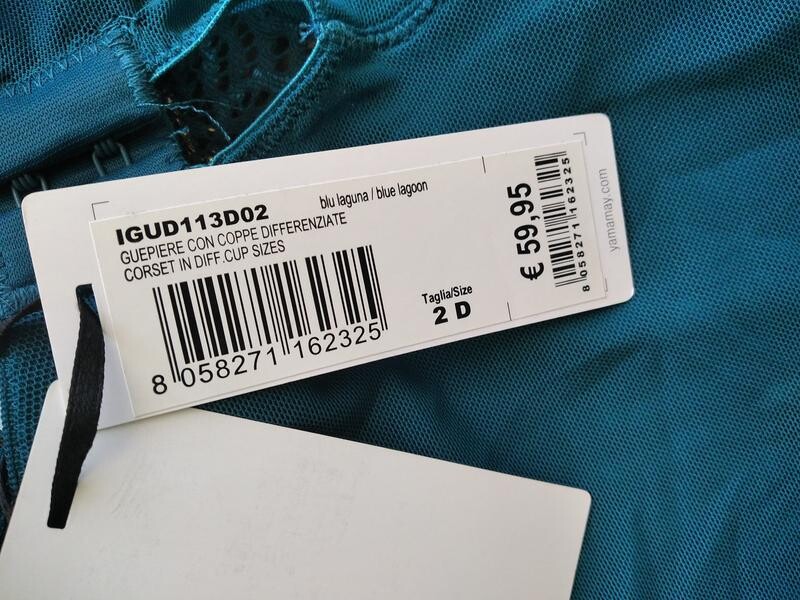 IGUD113D02
blu laguna / blue lagoon
GUEPIERE CON COPPE DIFFERENZIATE
CORSET IN DIFF.CUP SIZES
8 058271 162325
Taglia/Size
2 D
€ 59,95
8 058271 162325
yamamay.com